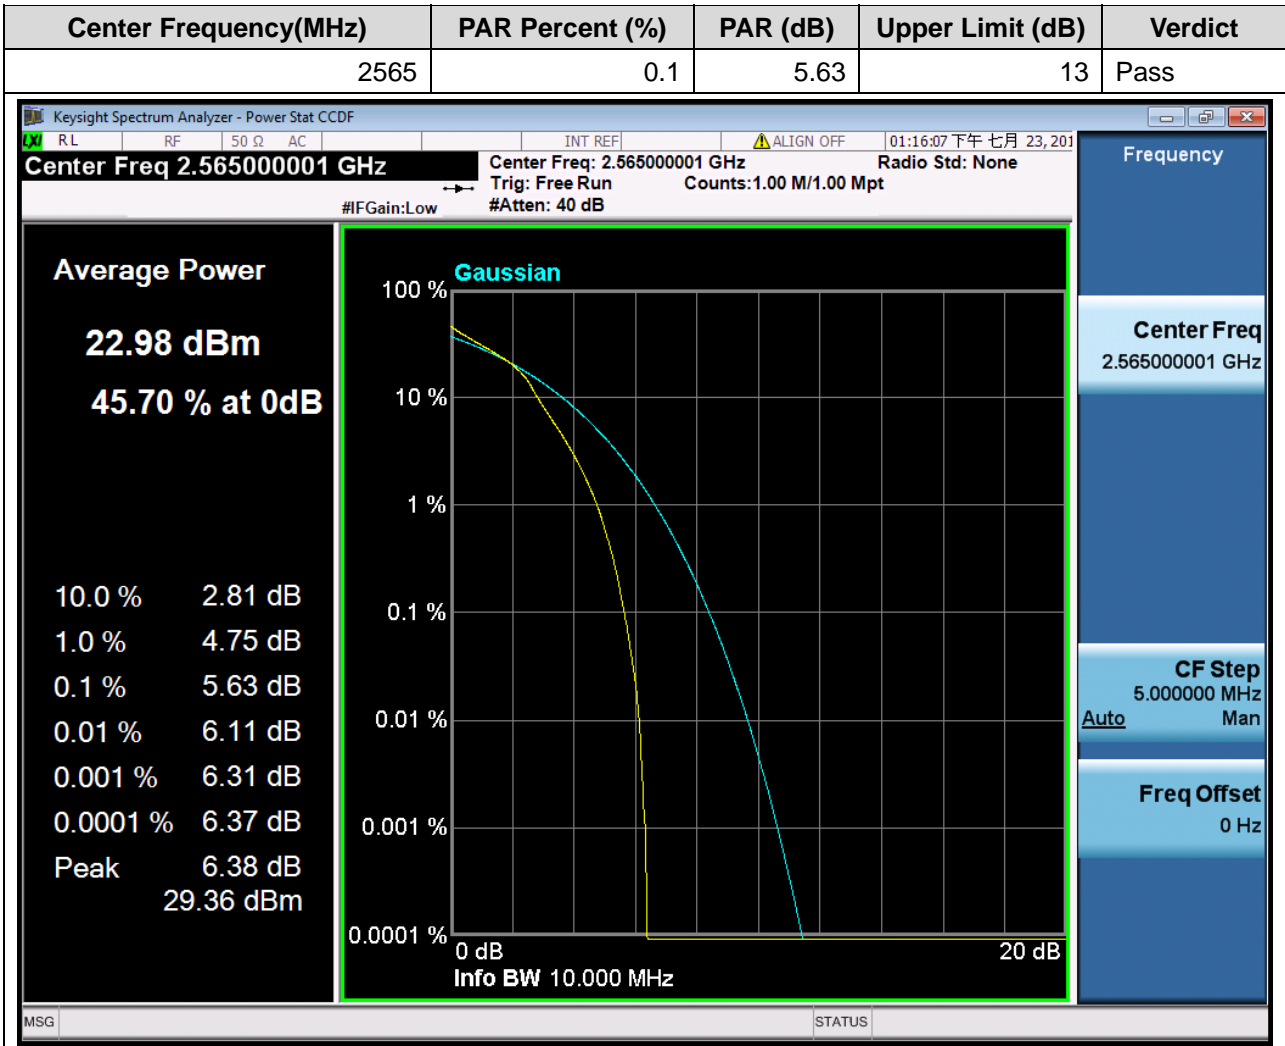 Center Frequency(MHz) PAR Percent (%) PAR (dB) Upper Limit (dB) Verdict
2565 0.1 5.63 13 Pass
Keysight Spectrum Analyzer - Power Stat CCDF
LXI RL RF 50 Ω AC INT REF ALIGN OFF 01:16:07 下午 七月 23, 201
Center Freq 2.565000001 GHz
#IFGain:Low
Center Freq: 2.565000001 GHz Radio Std: None
Trig: Free Run Counts:1.00 M/1.00 Mpt
#Atten: 40 dB
Average Power
22.98 dBm
45.70 % at 0dB
10.0 % 2.81 dB
1.0 % 4.75 dB
0.1 % 5.63 dB
0.01 % 6.11 dB
0.001 % 6.31 dB
0.0001 % 6.37 dB
Peak 6.38 dB
29.36 dBm
Gaussian
100 %
10 %
1 %
0.1 %
0.01 %
0.001 %
0.0001 %
0 dB 20 dB
Info BW 10.000 MHz
Frequency
Center Freq
2.565000001 GHz
CF Step
5.000000 MHz
Auto Man
Freq Offset
0 Hz
MSG STATUS